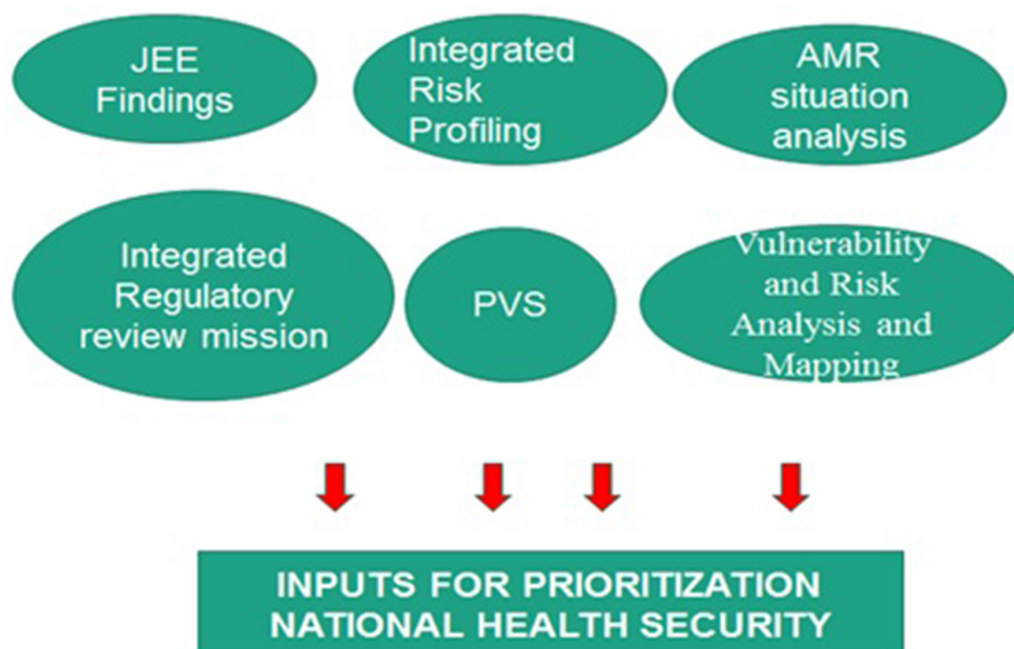 JEE
Findings
Integrated
Risk
Profiling
AMR
situation
analysis
Integrated
Regulatory
review mission
PVS
Vulnerability
and Risk
Analysis and
Mapping
INPUTS FOR PRIORITIZATION
NATIONAL HEALTH SECURITY